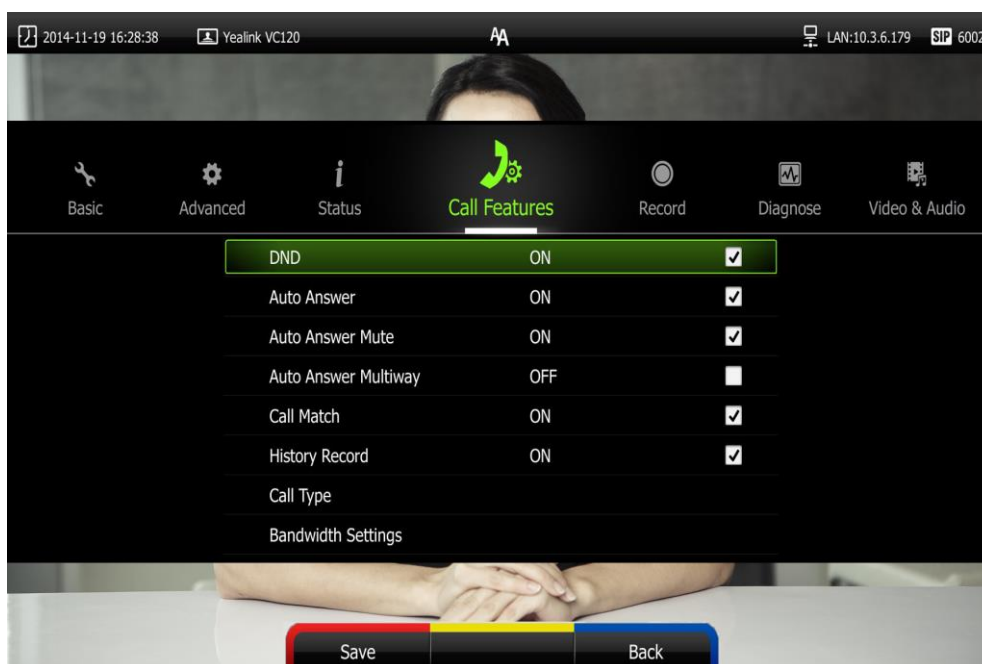 2014-11-19 16:28:38 Yealink VC120 AA LAN:10.3.6.179 SIP 6002
Basic Advanced Status Call Features Record Diagnose Video & Audio
DND ON
Auto Answer ON
Auto Answer Mute ON
Auto Answer Multiway OFF
Call Match ON
History Record ON
Call Type
Bandwidth Settings
Save Back